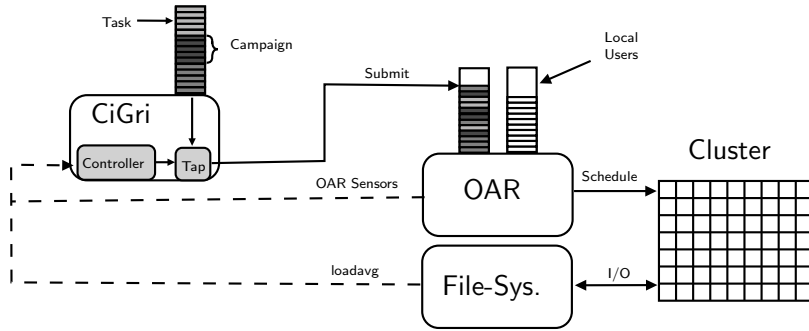 Task
Campaign
Local
Users
Submit
CiGri
Controller
Tap
Cluster
OAR Sensors
OAR
Schedule
loadavg
File-Sys.
I/O